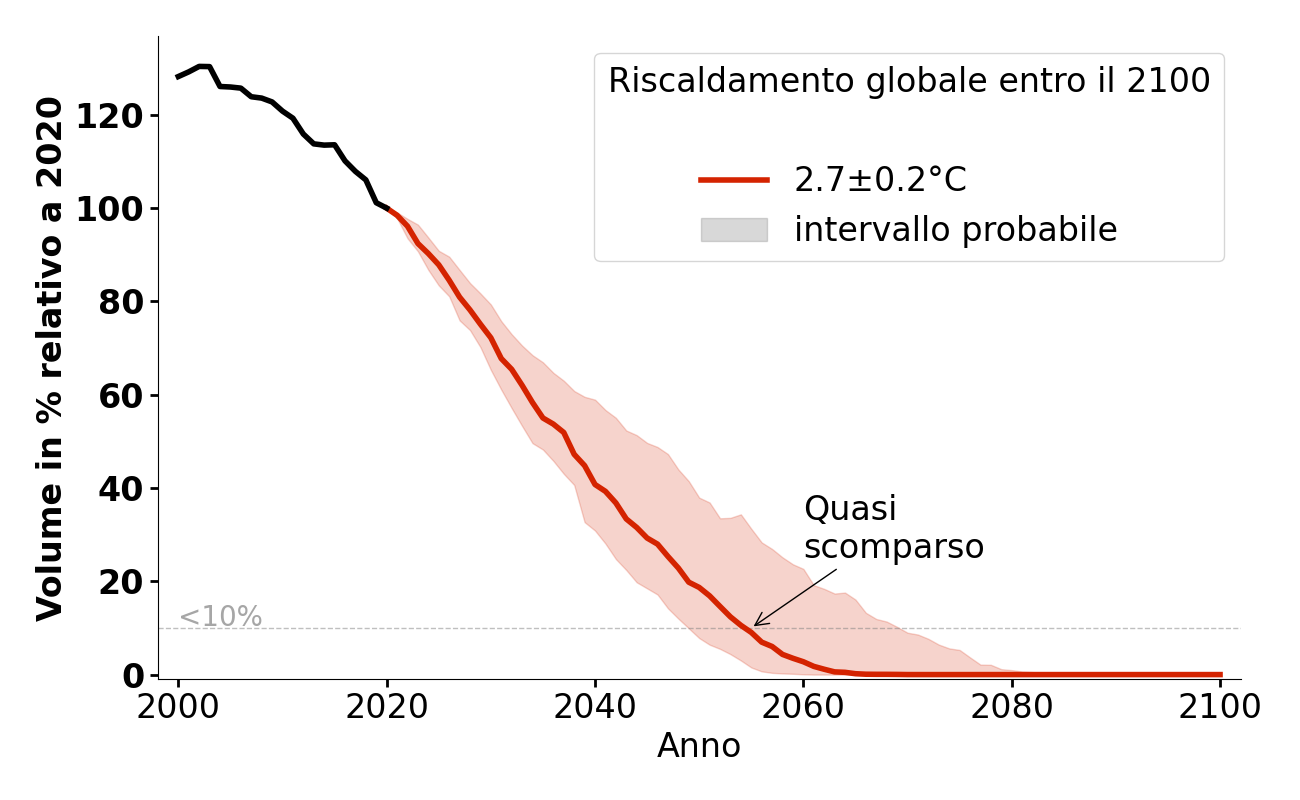 Riscaldamento globale entro il 2100
2.7±0.2°C
intervallo probabile
Volume in % relativo a 2020
120
100
80
60
40
20
0
Quasi
scomparso
<10%
2000
2020
2040
2060
2080
2100
Anno